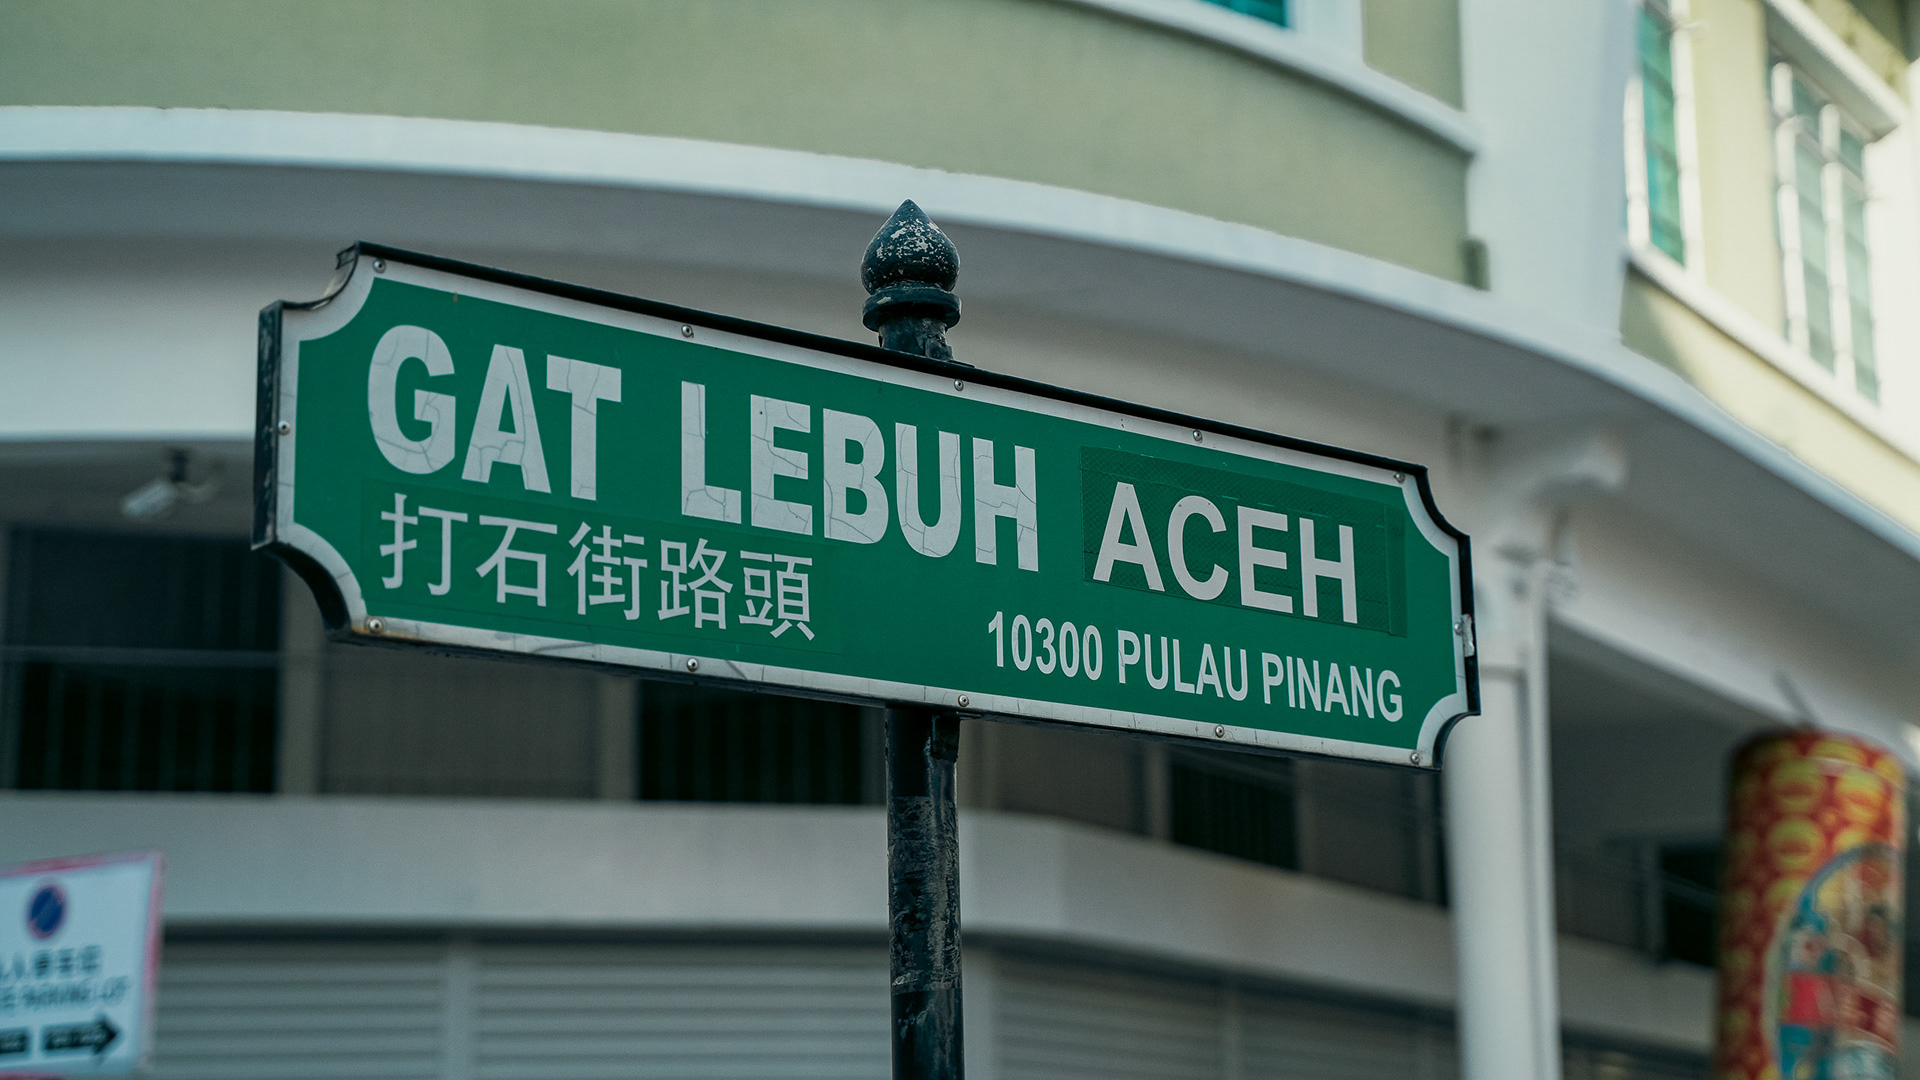 GAT LEBUH ACEH
打石街路頭
10300 PULAU PINANG